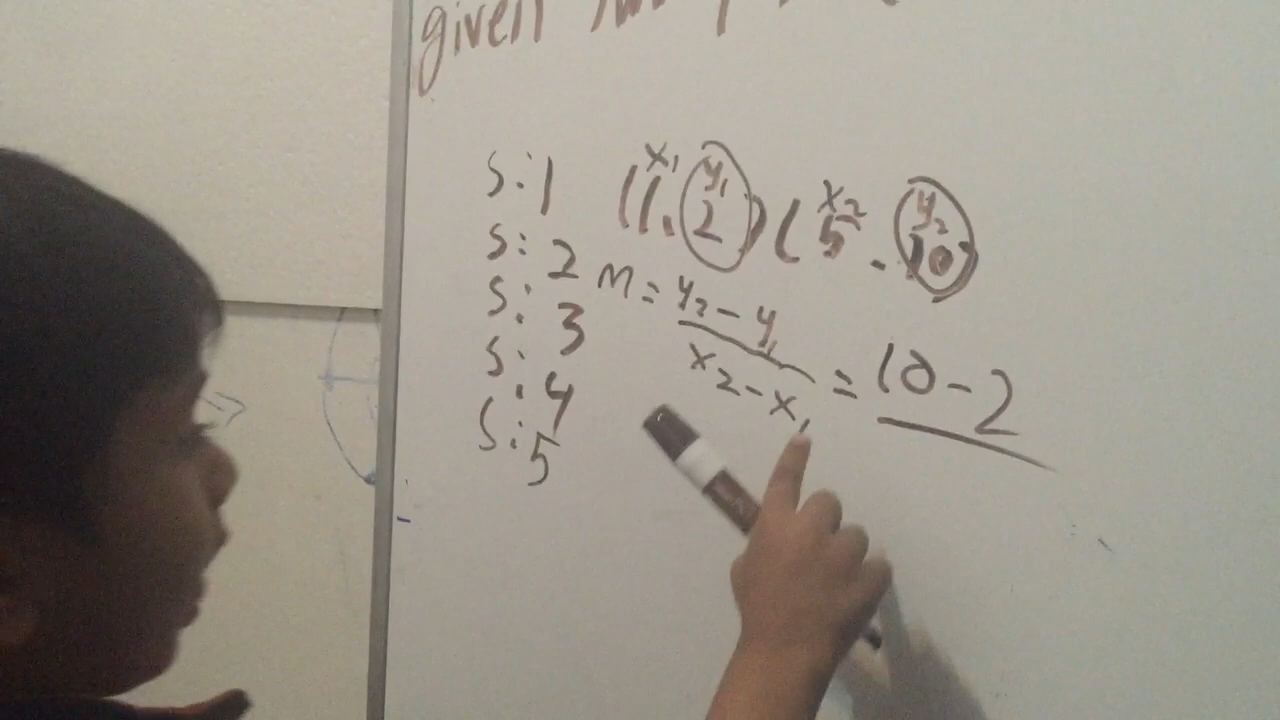 given
S:1 (1,2) (5,10)
x₁ y₁ x₂ y₂
S:2 M = y₂ - y₁ / x₂ - x₁ = 10 - 2
S:3
S:4
S:5